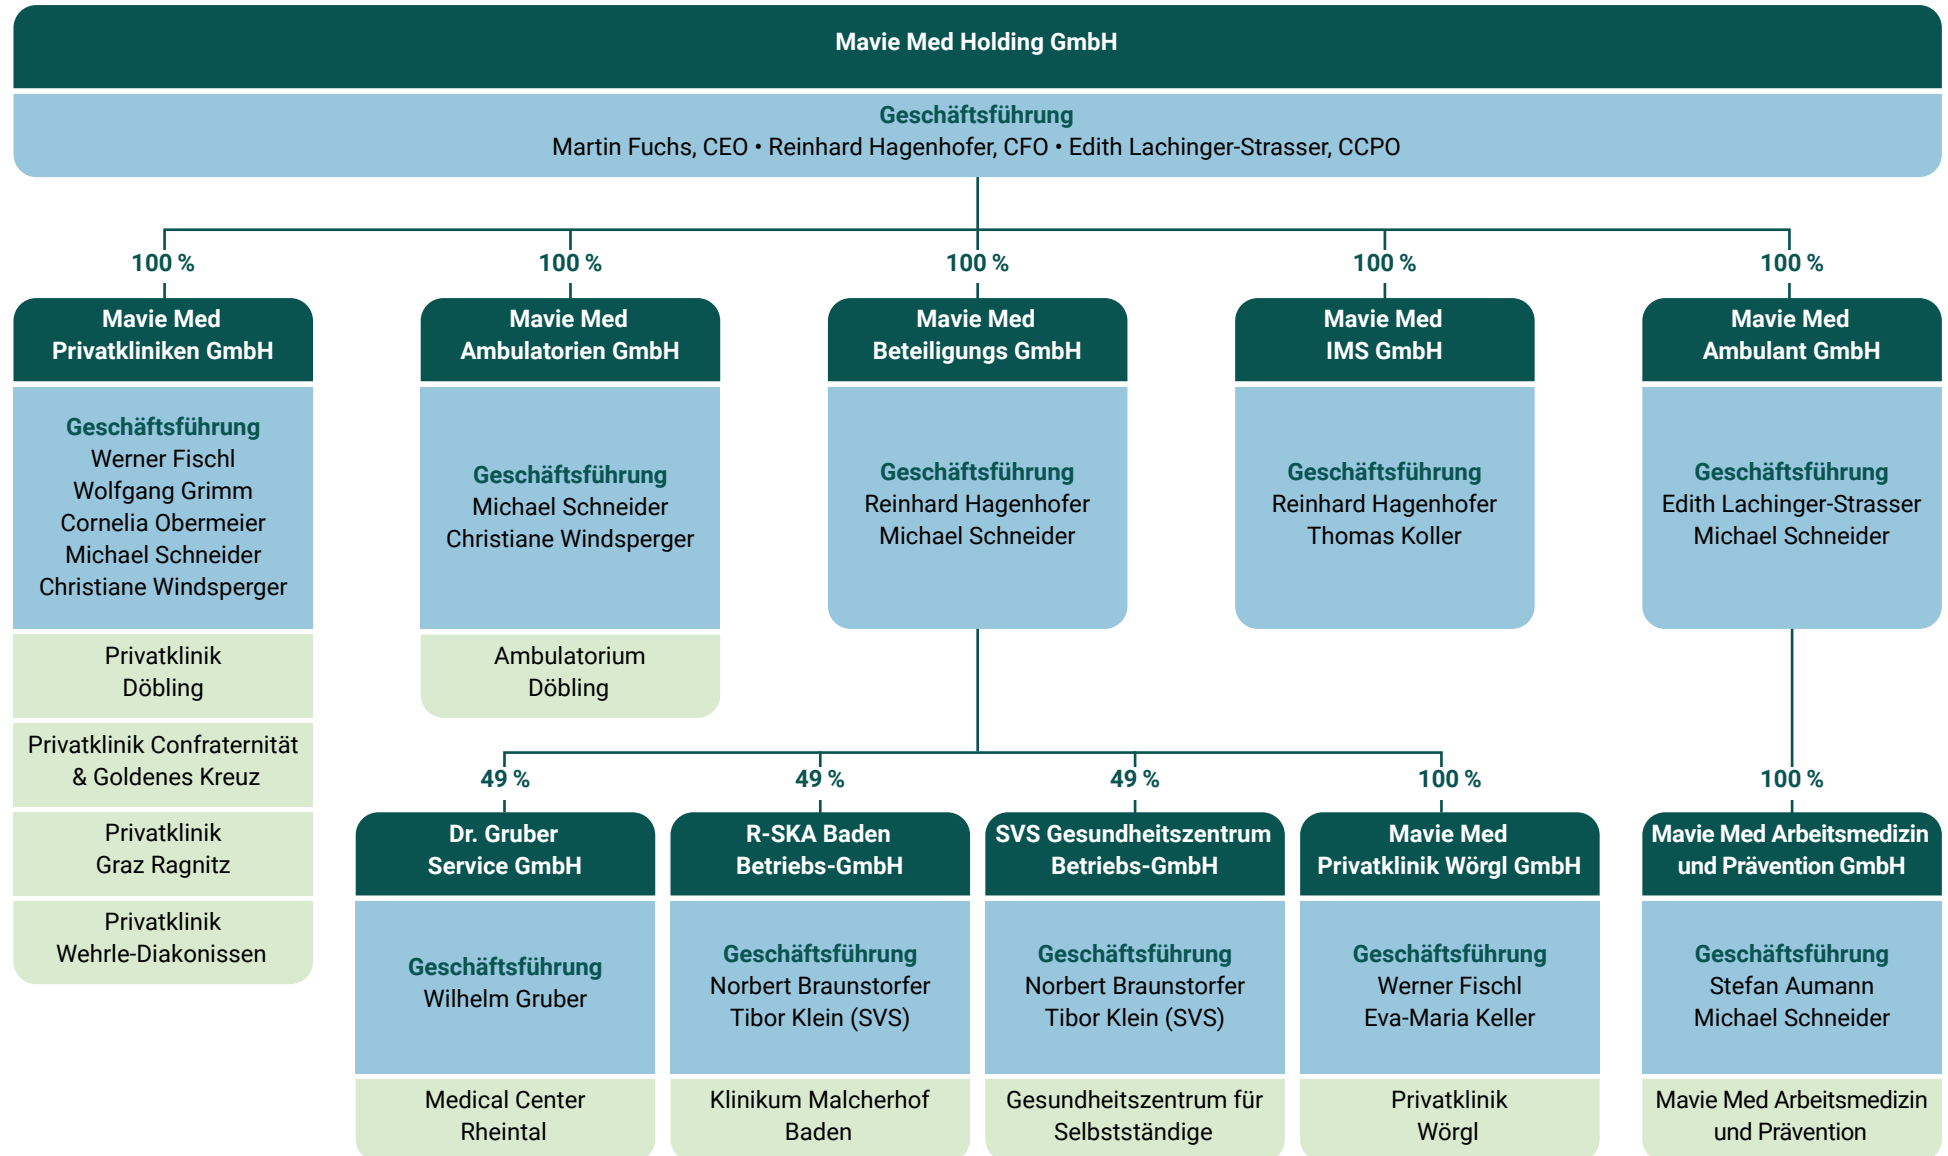 Mavie Med Holding GmbH
Geschäftsführung
Martin Fuchs, CEO • Reinhard Hagenhofer, CFO • Edith Lachinger-Strasser, CCPO
100 %
100 %
100 %
100 %
100 %
Mavie Med
Privatkliniken GmbH
Geschäftsführung
Werner Fischl
Wolfgang Grimm
Cornelia Obermeier
Michael Schneider
Christiane Windsperger
Privatklinik
Döbling
Privatklinik Confraternität
& Goldenes Kreuz
Privatklinik
Graz Ragnitz
Privatklinik
Wehrle-Diakonissen
Mavie Med
Ambulatorien GmbH
Geschäftsführung
Michael Schneider
Christiane Windsperger
Ambulatorium
Döbling
Mavie Med
Beteiligungs GmbH
Geschäftsführung
Reinhard Hagenhofer
Michael Schneider
Mavie Med
IMS GmbH
Geschäftsführung
Reinhard Hagenhofer
Thomas Koller
Mavie Med
Ambulant GmbH
Geschäftsführung
Edith Lachinger-Strasser
Michael Schneider
49 %
49 %
49 %
100 %
100 %
Dr. Gruber
Service GmbH
Geschäftsführung
Wilhelm Gruber
Medical Center
Rheintal
R-SKA Baden
Betriebs-GmbH
Geschäftsführung
Norbert Braunstorfer
Tibor Klein (SVS)
Klinikum Malcherhof
Baden
SVS Gesundheitszentrum
Betriebs-GmbH
Geschäftsführung
Norbert Braunstorfer
Tibor Klein (SVS)
Gesundheitszentrum für
Selbstständige
Mavie Med
Privatklinik Wörgl GmbH
Geschäftsführung
Werner Fischl
Eva-Maria Keller
Privatklinik
Wörgl
Mavie Med Arbeitsmedizin
und Prävention GmbH
Geschäftsführung
Stefan Aumann
Michael Schneider
Mavie Med Arbeitsmedizin
und Prävention